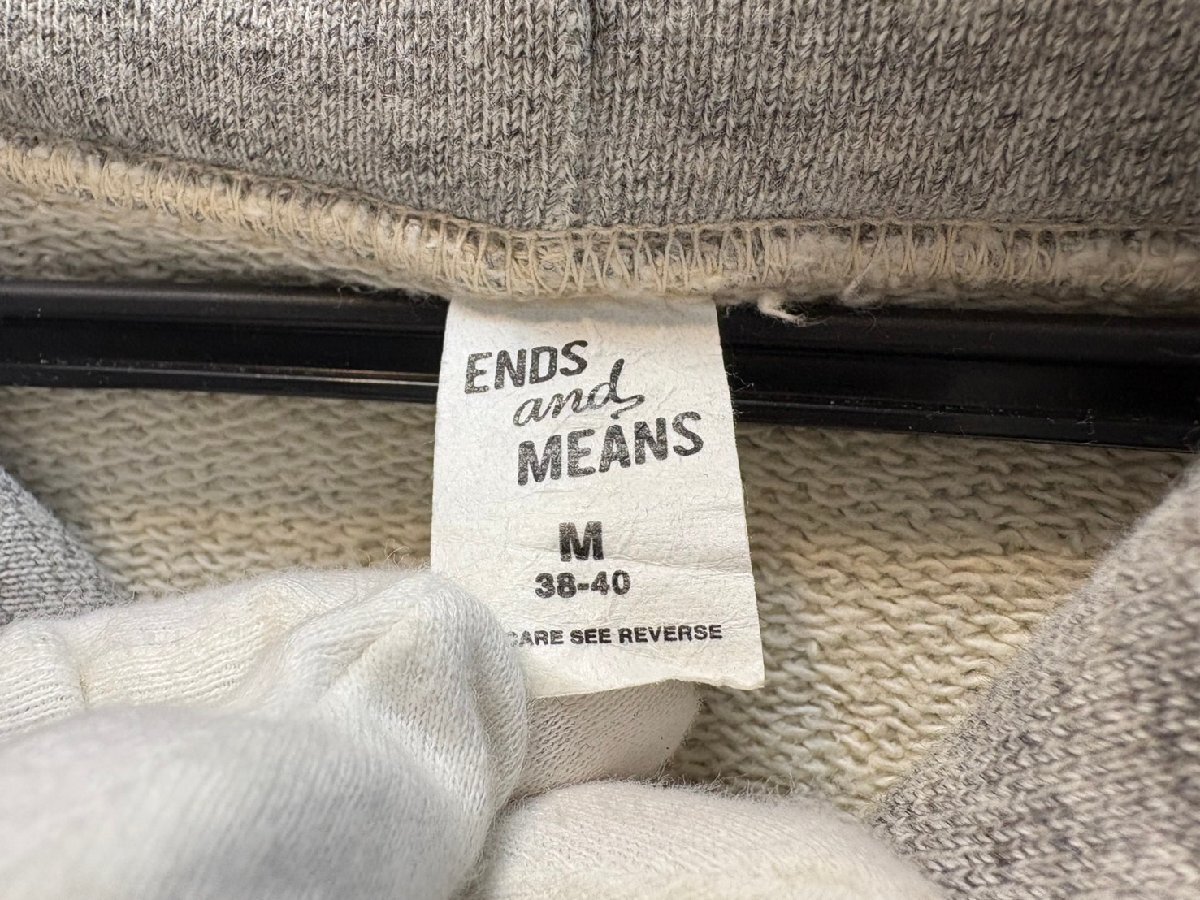 ENDS
and
MEANS
M
38-40
CARE SEE REVERSE